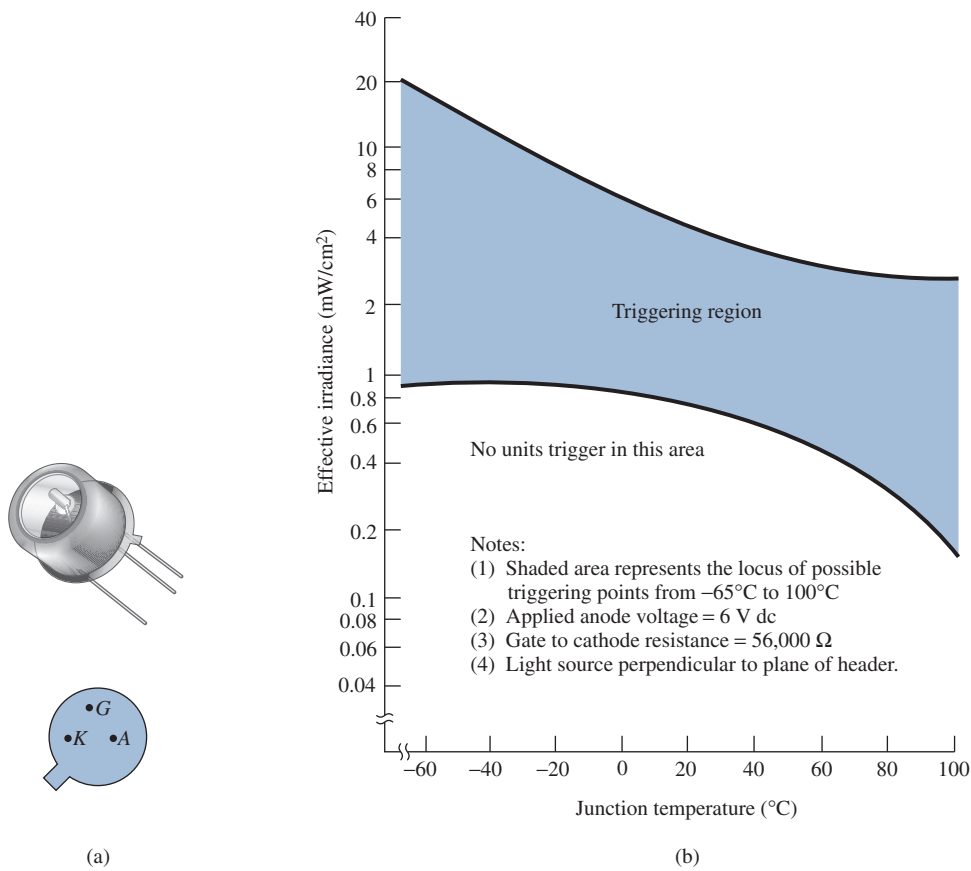 G
K
A
(a)
Effective irradiance (mW/cm²)
40
20
10
8
6
4
2
1
0.8
0.6
0.4
0.2
0.1
0.08
0.06
0.04
Triggering region
No units trigger in this area
Notes:
(1) Shaded area represents the locus of possible
triggering points from –65°C to 100°C
(2) Applied anode voltage = 6 V dc
(3) Gate to cathode resistance = 56,000 Ω
(4) Light source perpendicular to plane of header.
–60 –40 –20 0 20 40 60 80 100
Junction temperature (°C)
(b)